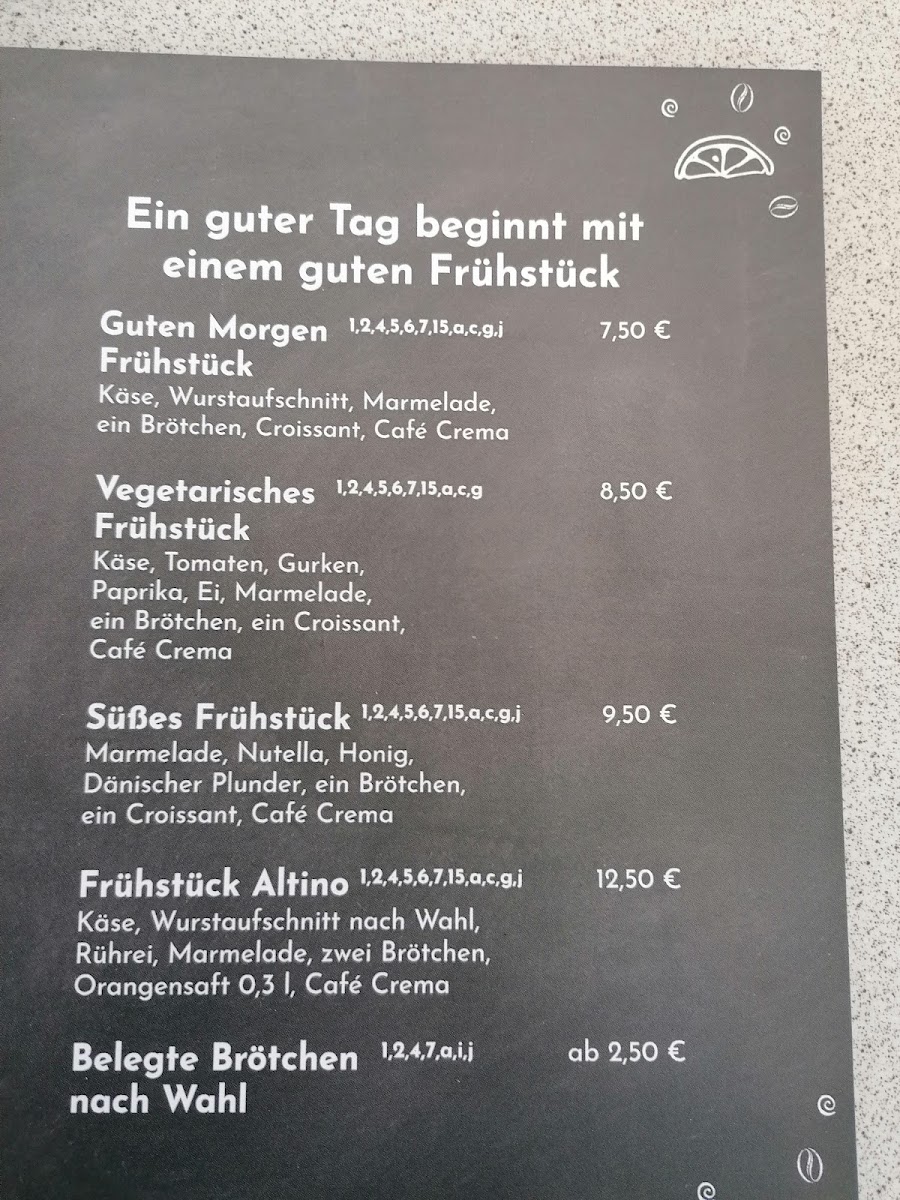 Ein guter Tag beginnt mit
einem guten Frühstück
Guten Morgen 1,2,4,5,6,7,15,a,c,g,j 7,50 €
Frühstück
Käse, Wurstaufschnitt, Marmelade,
ein Brötchen, Croissant, Café Crema
Vegetarisches 1,2,4,5,6,7,15,a,c,g 8,50 €
Frühstück
Käse, Tomaten, Gurken,
Paprika, Ei, Marmelade,
ein Brötchen, ein Croissant,
Café Crema
Süßes Frühstück 1,2,4,5,6,7,15,a,c,g,j 9,50 €
Marmelade, Nutella, Honig,
Dänischer Plunder, ein Brötchen,
ein Croissant, Café Crema
Frühstück Altino 1,2,4,5,6,7,15,a,c,g,j 12,50 €
Käse, Wurstaufschnitt nach Wahl,
Rührei, Marmelade, zwei Brötchen,
Orangensaft 0,3 l, Café Crema
Belegte Brötchen 1,2,4,7,a,i,j ab 2,50 €
nach Wahl